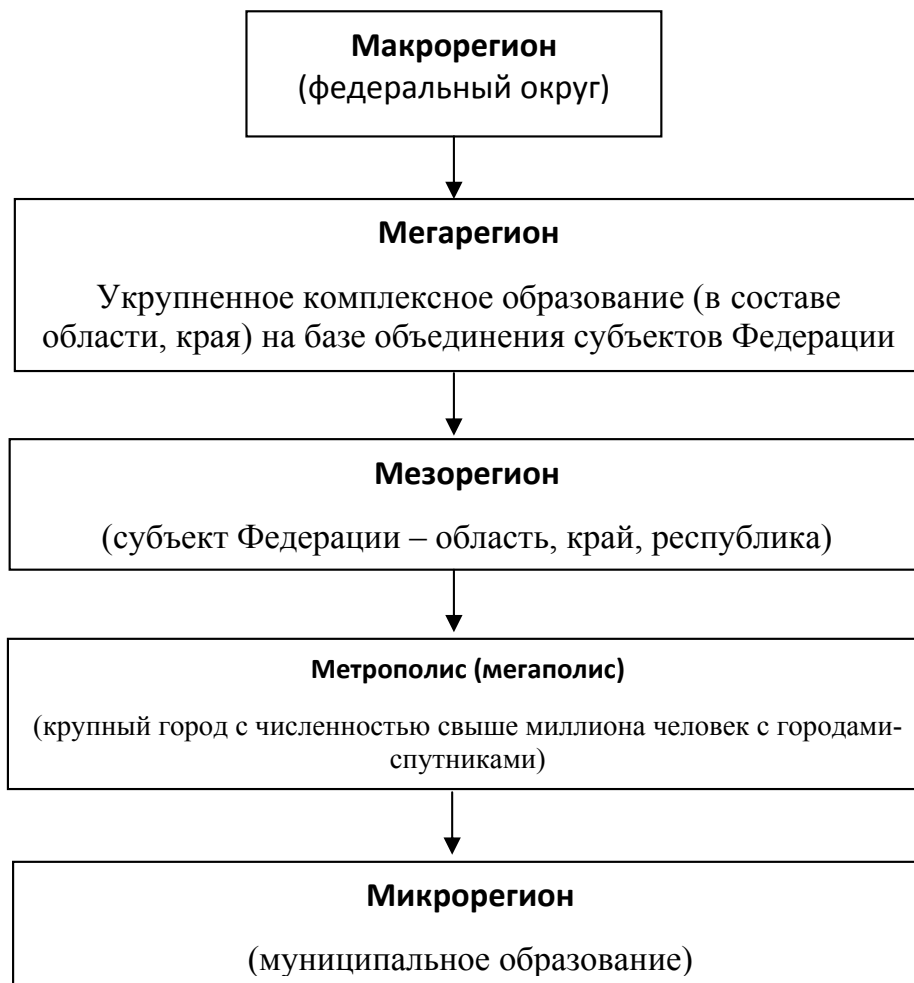 Макрорегион
(федеральный округ)
Мегарегион
Укрупненное комплексное образование (в составе
области, края) на базе объединения субъектов Федерации
Мезорегион
(субъект Федерации – область, край, республика)
Метрополис (мегаполис)
(крупный город с численностью свыше миллиона человек с городами-
спутниками)
Микрорегион
(муниципальное образование)